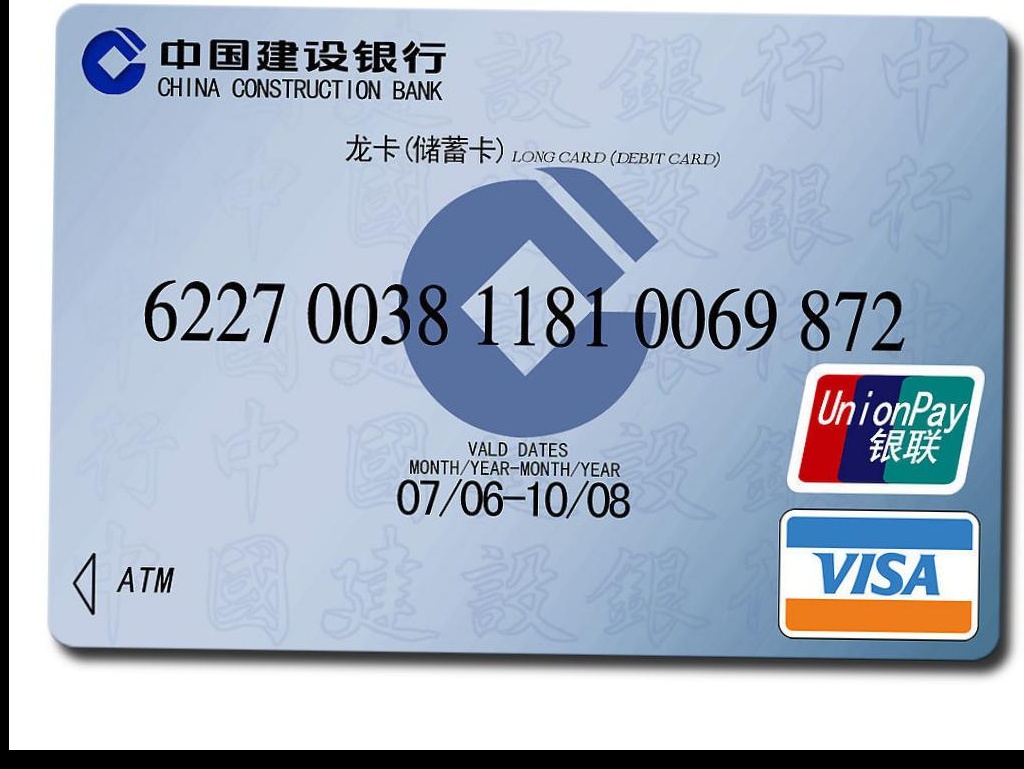 中国建设银行
CHINA CONSTRUCTION BANK
龙卡(储蓄卡) LONG CARD (DEBIT CARD)
6227 0038 1181 0069 872
UnionPay
银联
VALD DATES
MONTH/YEAR-MONTH/YEAR
07/06-10/08
ATM
VISA